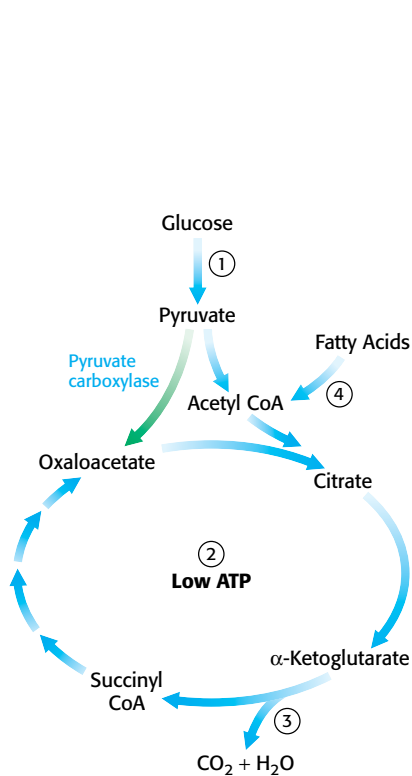 Glucose
1
Pyruvate
Fatty Acids
Pyruvate
carboxylase
4
Acetyl CoA
Oxaloacetate
Citrate
2
Low ATP
α-Ketoglutarate
Succinyl
CoA
3
CO₂ + H₂O